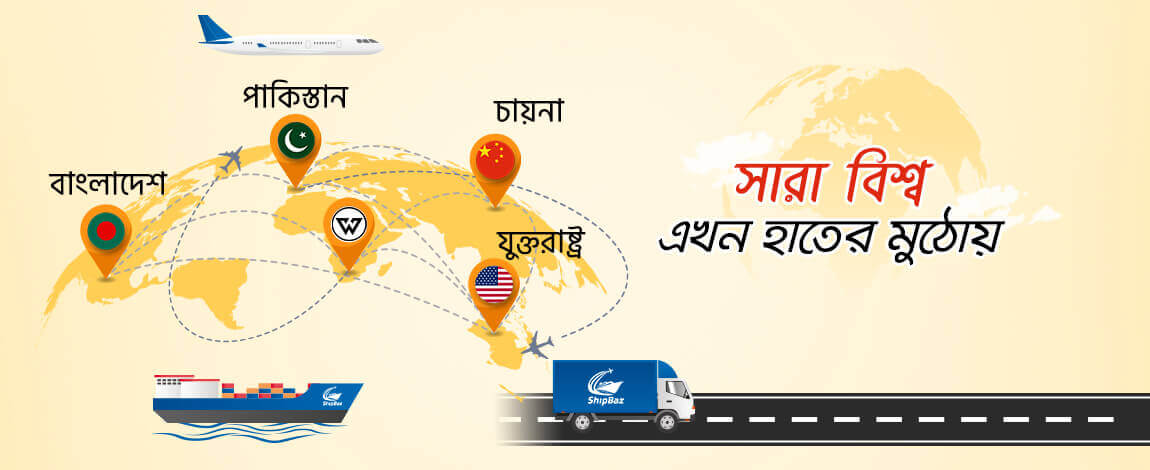 পাকিস্তান
চায়না
বাংলাদেশ
যুক্তরাষ্ট্র
সারা বিশ্ব
এখন হাতের মুঠোয়
W
ShipBaz
ShipBaz